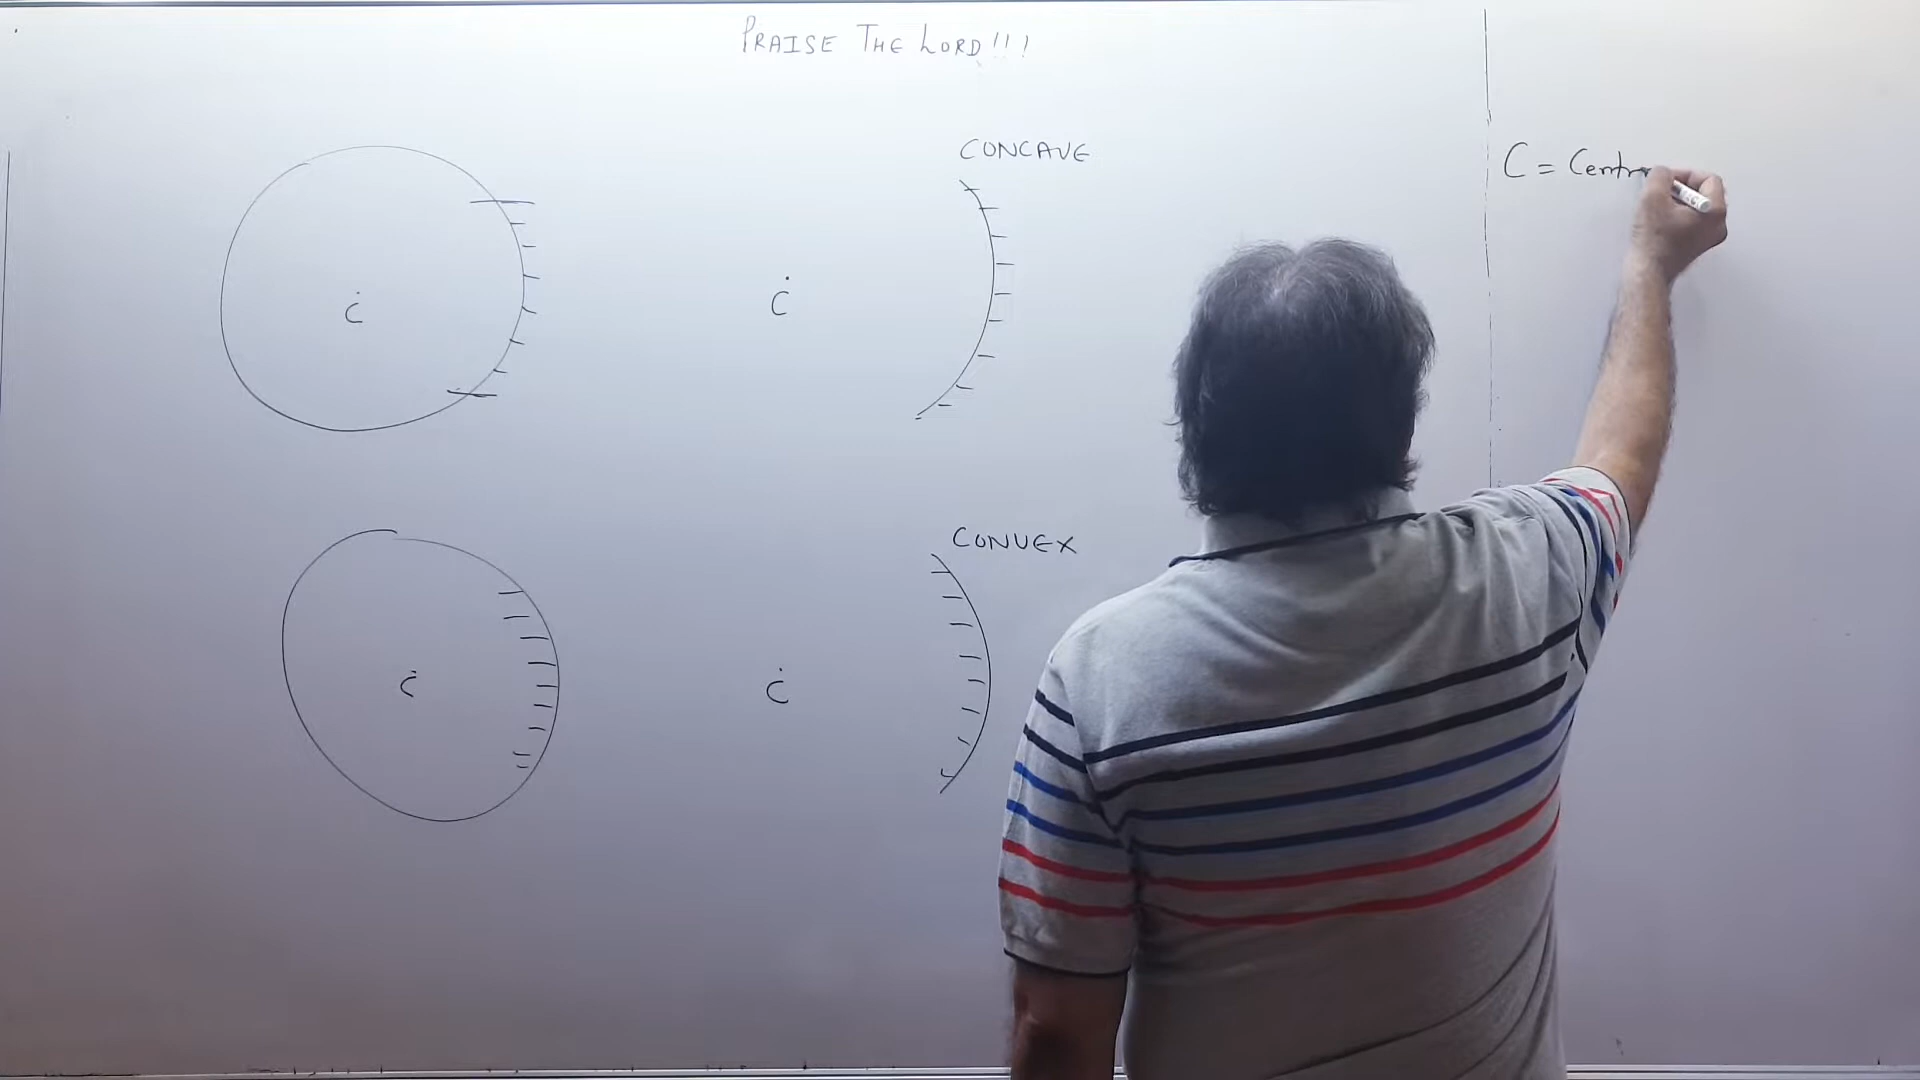 PRAISE THE LORD!!!
CONCAVE
C = Centr
C
C
CONVEX
C
C